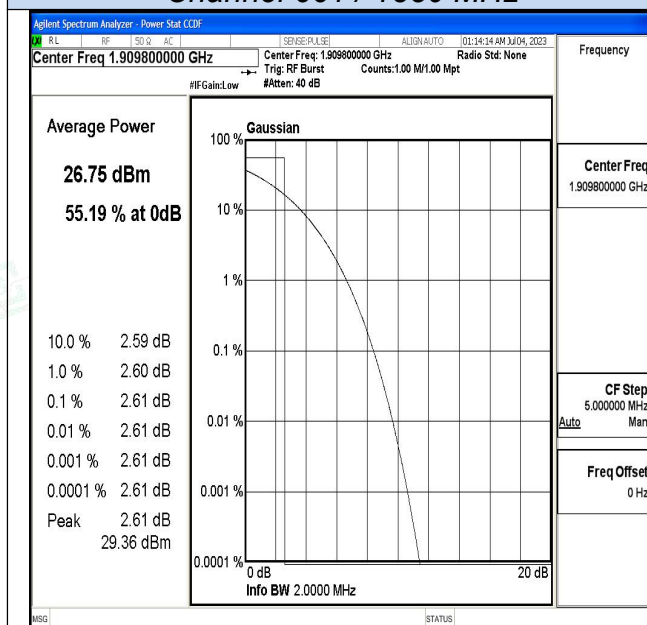 Agilent Spectrum Analyzer - Power Stat CCDF
RL RF 50 Ω AC SENSE:PULSE ALIGN AUTO 01:14:14 AM Jul 04, 2023
Center Freq 1.909800000 GHz
Center Freq: 1.909800000 GHz Radio Std: None
Trig: RF Burst Counts:1.00 M/1.00 Mpt
#IFGain:Low #Atten: 40 dB
Frequency
Average Power
26.75 dBm
55.19 % at 0dB
10.0 % 2.59 dB
1.0 % 2.60 dB
0.1 % 2.61 dB
0.01 % 2.61 dB
0.001 % 2.61 dB
0.0001 % 2.61 dB
Peak 2.61 dB
29.36 dBm
Gaussian
100 %
10 %
1 %
0.1 %
0.01 %
0.001 %
0.0001 %
0 dB 20 dB
Info BW 2.0000 MHz
Center Freq
1.909800000 GHz
CF Step
5.000000 MHz
Auto Man
Freq Offset
0 Hz
MSG STATUS